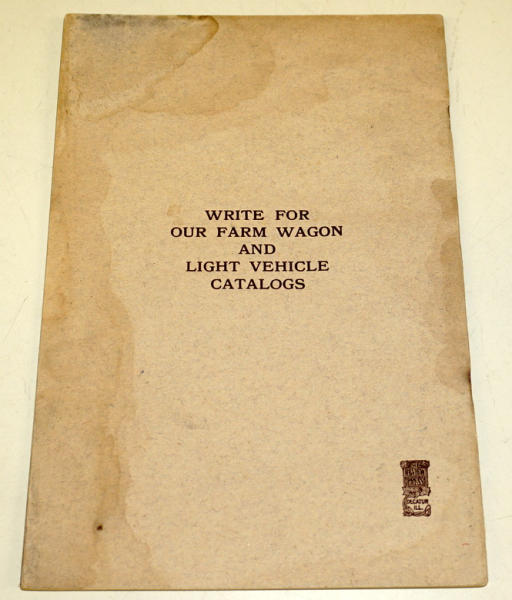 WRITE FOR
OUR FARM WAGON
AND
LIGHT VEHICLE
CATALOGS
DECATUR
ILL.